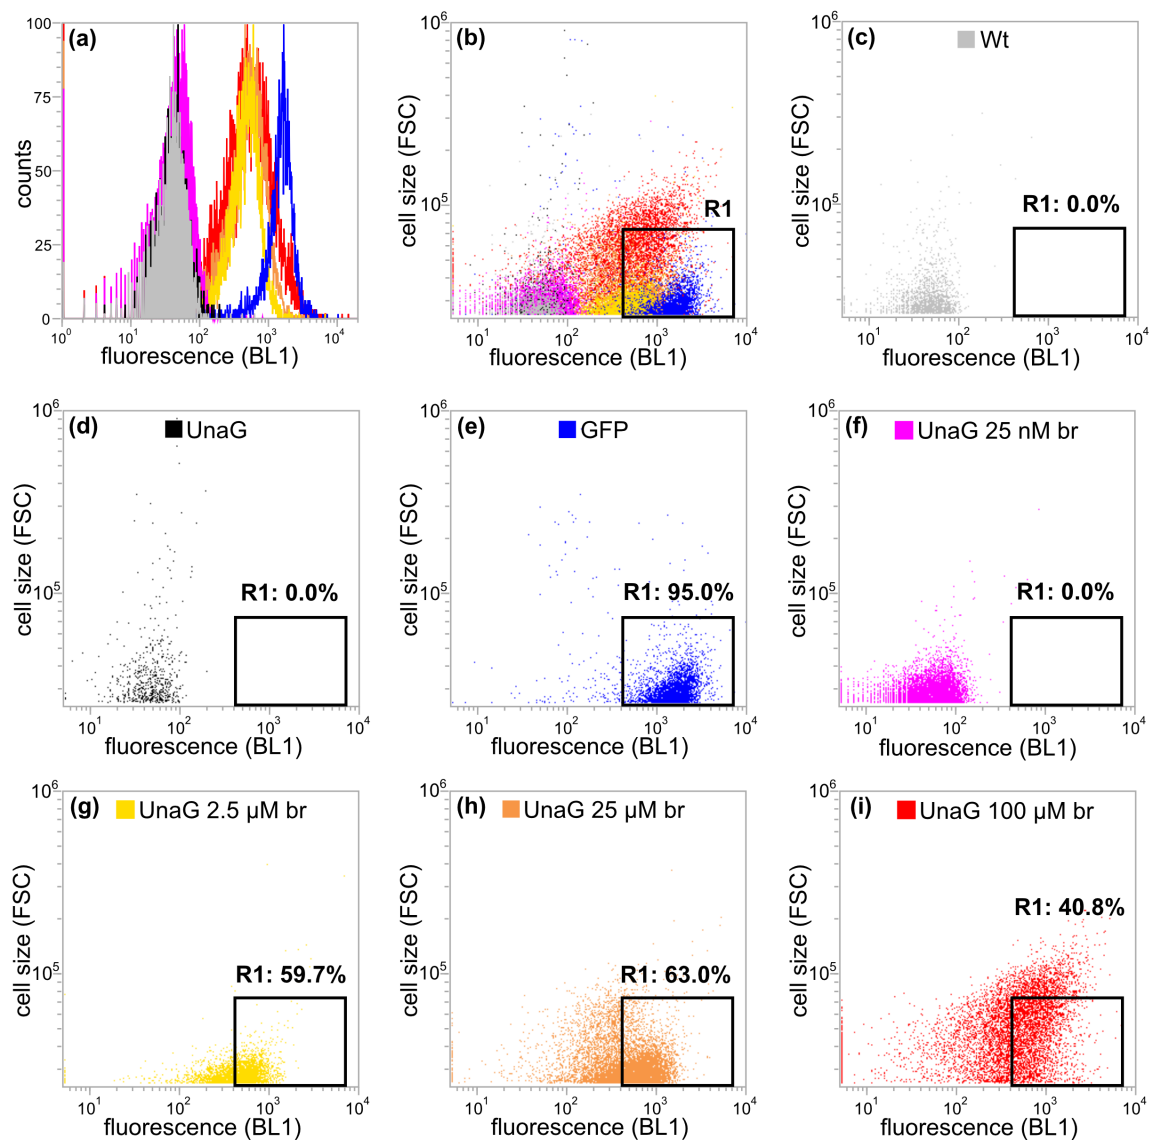 (a)
100
75
50
25
0
counts
10⁰
10¹
10²
10³
10⁴
fluorescence (BL1)
(b)
10⁶
10⁵
cell size (FSC)
R1
10¹
10²
10³
10⁴
fluorescence (BL1)
(c)
Wt
10⁶
10⁵
cell size (FSC)
R1: 0.0%
10¹
10²
10³
10⁴
fluorescence (BL1)
(d)
UnaG
10⁶
10⁵
cell size (FSC)
R1: 0.0%
10¹
10²
10³
10⁴
fluorescence (BL1)
(e)
GFP
10⁶
10⁵
cell size (FSC)
R1: 95.0%
10¹
10²
10³
10⁴
fluorescence (BL1)
(f)
UnaG 25 nM br
10⁶
10⁵
cell size (FSC)
R1: 0.0%
10¹
10²
10³
10⁴
fluorescence (BL1)
(g)
UnaG 2.5 µM br
10⁶
10⁵
cell size (FSC)
R1: 59.7%
10¹
10²
10³
10⁴
fluorescence (BL1)
(h)
UnaG 25 µM br
10⁶
10⁵
cell size (FSC)
R1: 63.0%
10¹
10²
10³
10⁴
fluorescence (BL1)
(i)
UnaG 100 µM br
10⁶
10⁵
cell size (FSC)
R1: 40.8%
10¹
10²
10³
10⁴
fluorescence (BL1)